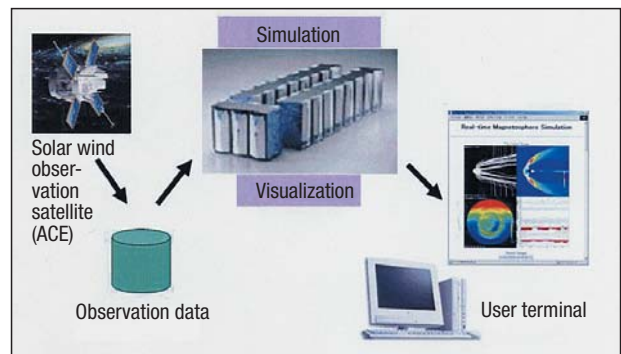 Simulation
Solar wind
obser-
vation
satellite
(ACE)
Visualization
Observation data
Real-time Magnetosphere Simulation
User terminal